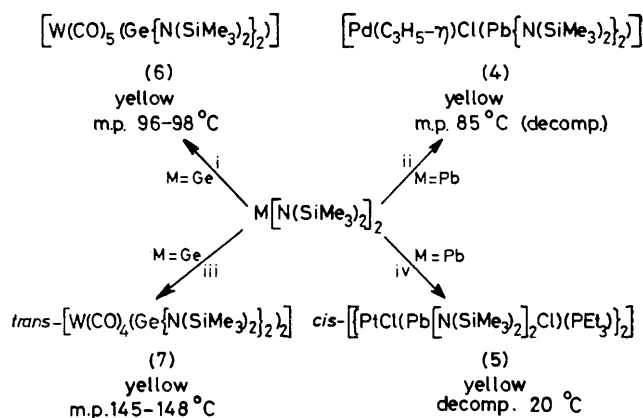 [W(CO)₅(Ge{N(SiMe₃)₂}₂)]
(6)
yellow
m.p. 96–98 °C
[Pd(C₃H₅–η)Cl(Pb{N(SiMe₃)₂}₂)]
(4)
yellow
m.p. 85 °C (decomp.)
i
M=Ge
ii
M=Pb
M[N(SiMe₃)₂]₂
M=Ge
iii
M=Pb
iv
trans-[W(CO)₄(Ge{N(SiMe₃)₂}₂)₂]
(7)
yellow
m.p.145–148 °C
cis-[{PtCl(Pb[N(SiMe₃)₂]₂Cl)(PEt₃)}₂]
(5)
yellow
decomp. 20 °C